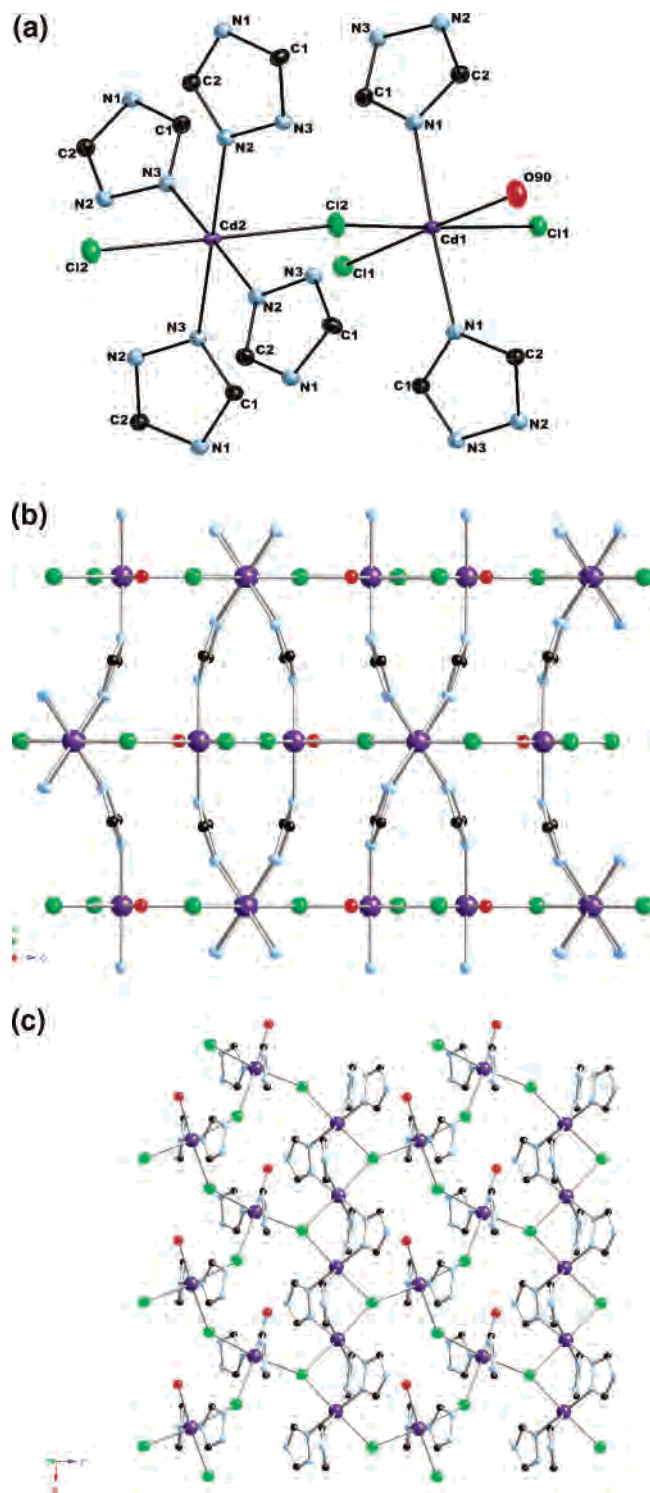 (a)
N1 C1 C2 N3 N2
N1 C1 C2 N3 N2
N3 N2 C1 C2 N1
O90
Cl2 Cd2 Cl2 Cd1 Cl1
Cl1
N3 N2 C1 C2 N1
N3 N2 C1 C2 N1
N1 C2 C1 N2 N3
(b)
(c)